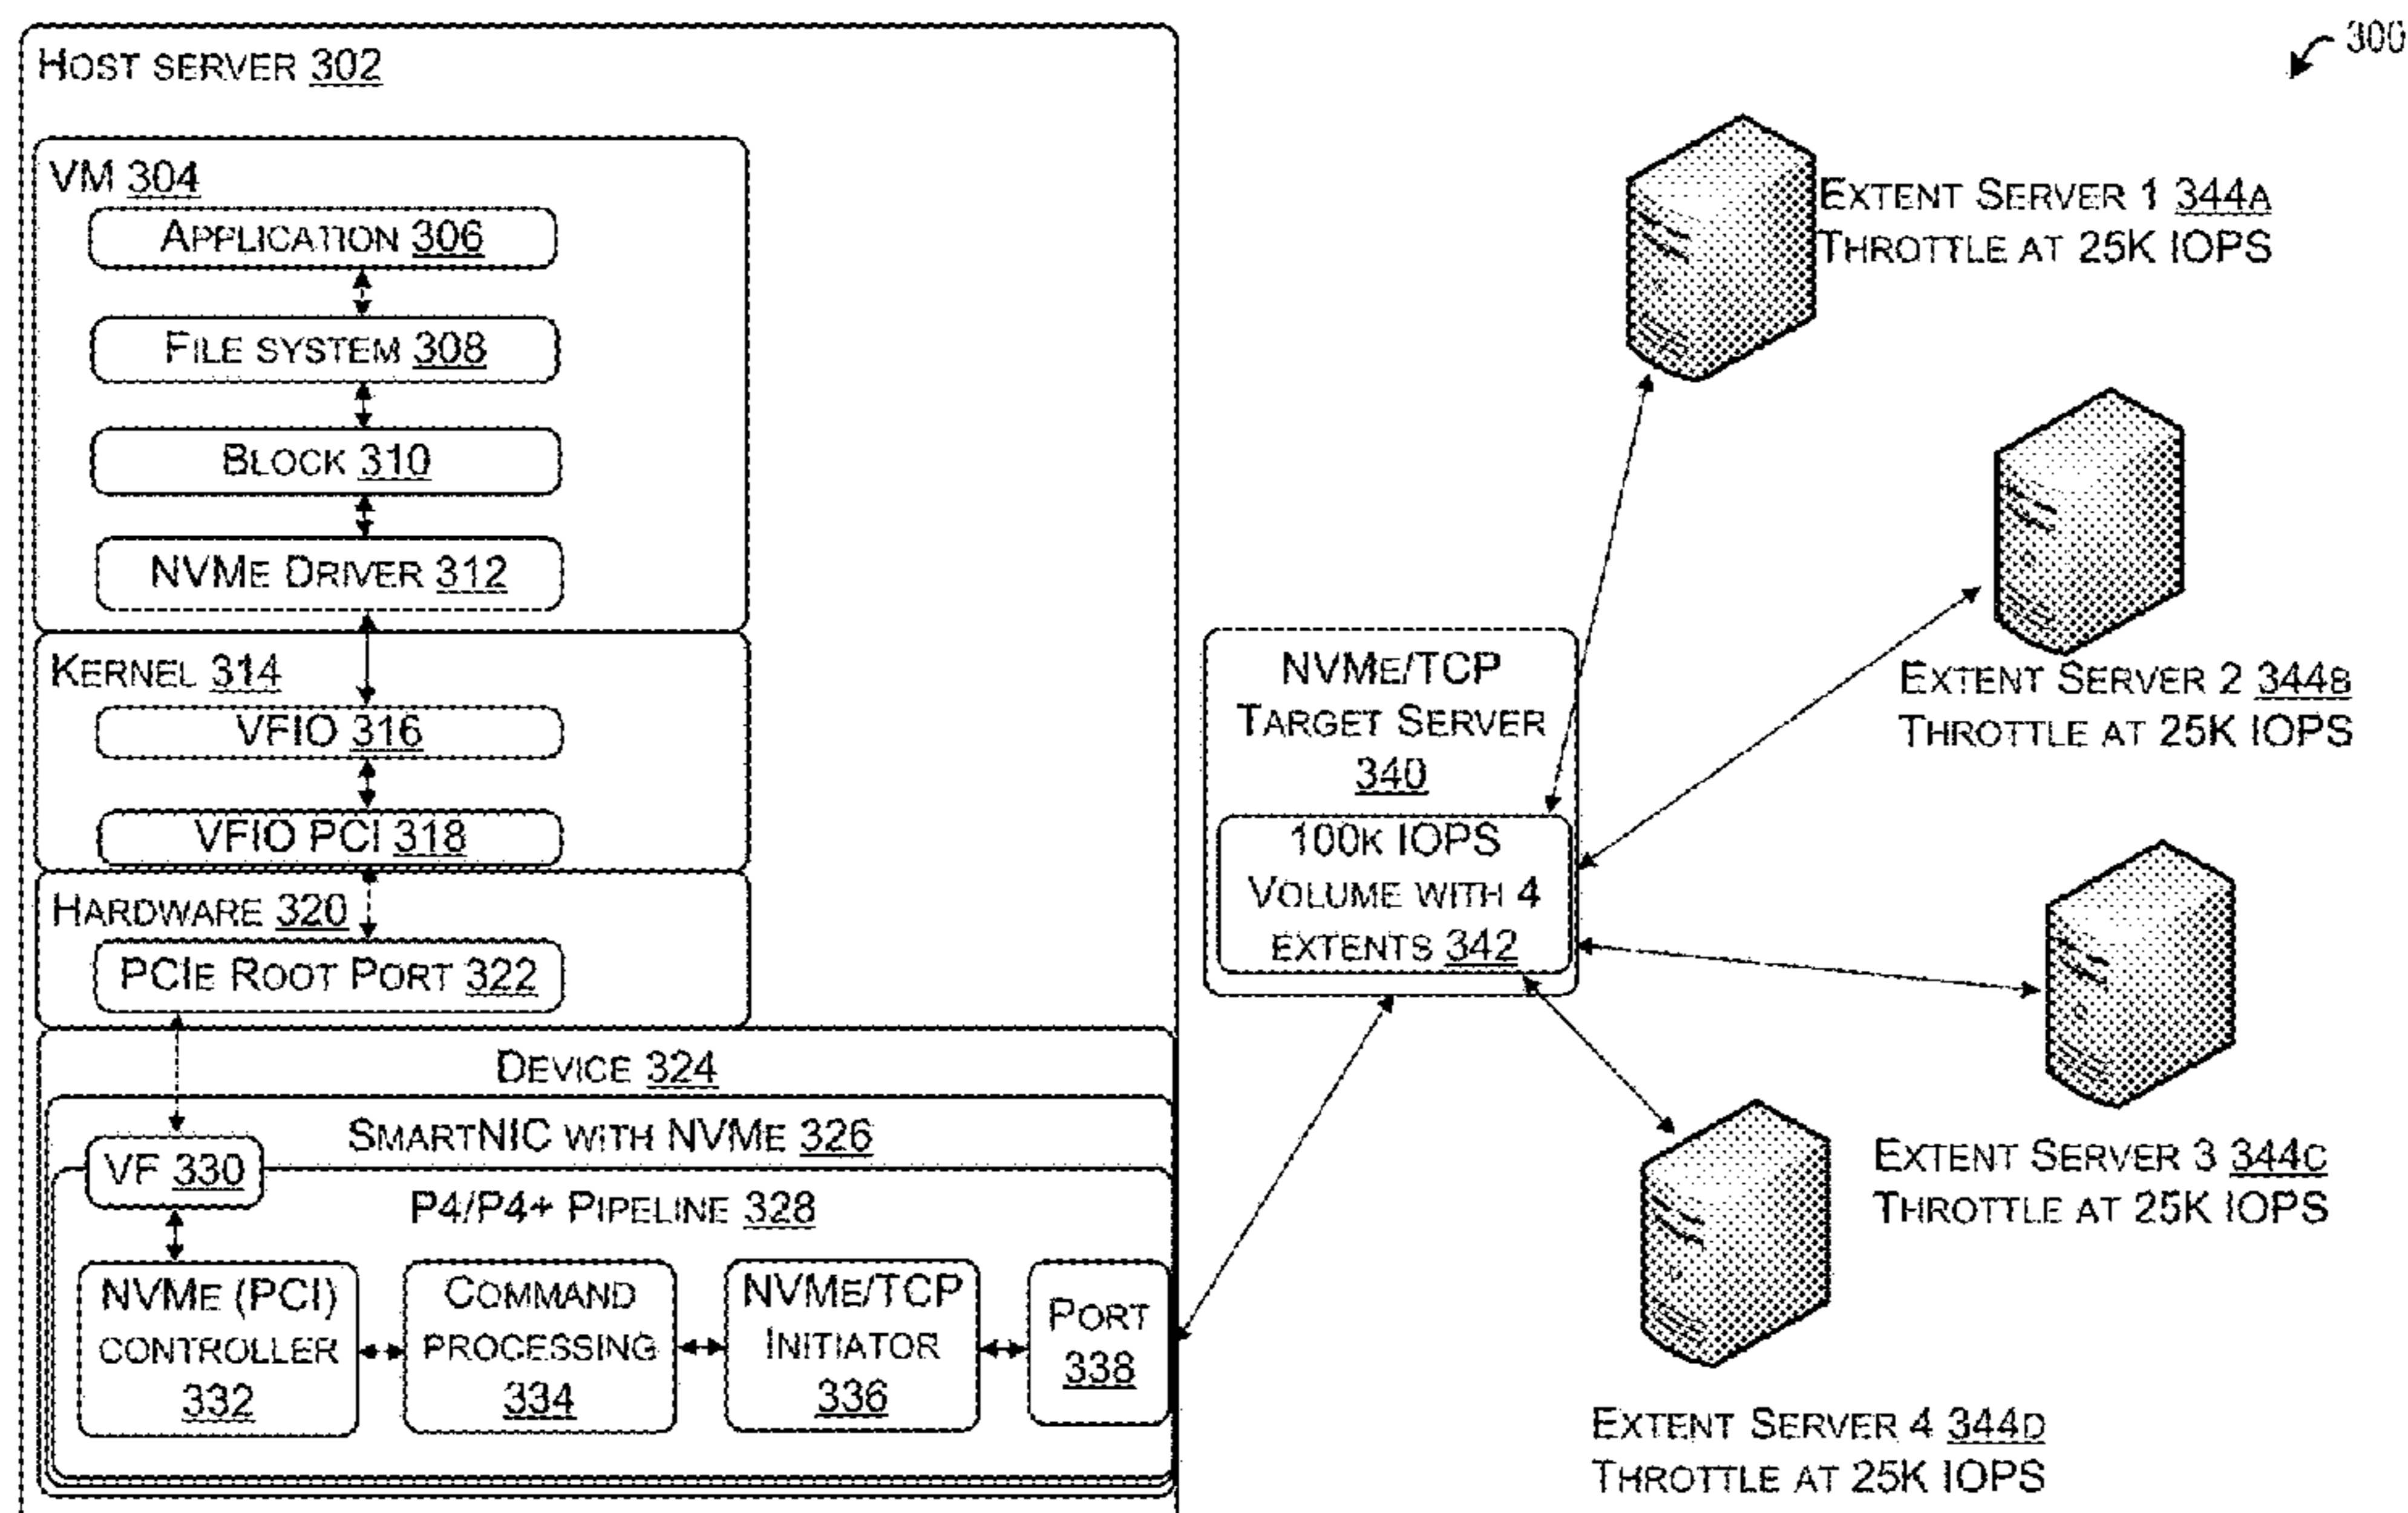 300
HOST SERVER 302
VM 304
APPLICATION 306
FILE SYSTEM 308
BLOCK 310
NVME DRIVER 312
KERNEL 314
VFIO 316
VFIO PCI 318
HARDWARE 320
PCIE ROOT PORT 322
DEVICE 324
SMARTNIC WITH NVME 326
VF 330
P4/P4+ PIPELINE 328
NVME (PCI)
CONTROLLER
332
COMMAND
PROCESSING
334
NVME/TCP
INITIATOR
336
PORT
338
NVME/TCP
TARGET SERVER
340
100K IOPS
VOLUME WITH 4
EXTENTS 342
EXTENT SERVER 1 344A
THROTTLE AT 25K IOPS
EXTENT SERVER 2 344B
THROTTLE AT 25K IOPS
EXTENT SERVER 3 344C
THROTTLE AT 25K IOPS
EXTENT SERVER 4 344D
THROTTLE AT 25K IOPS